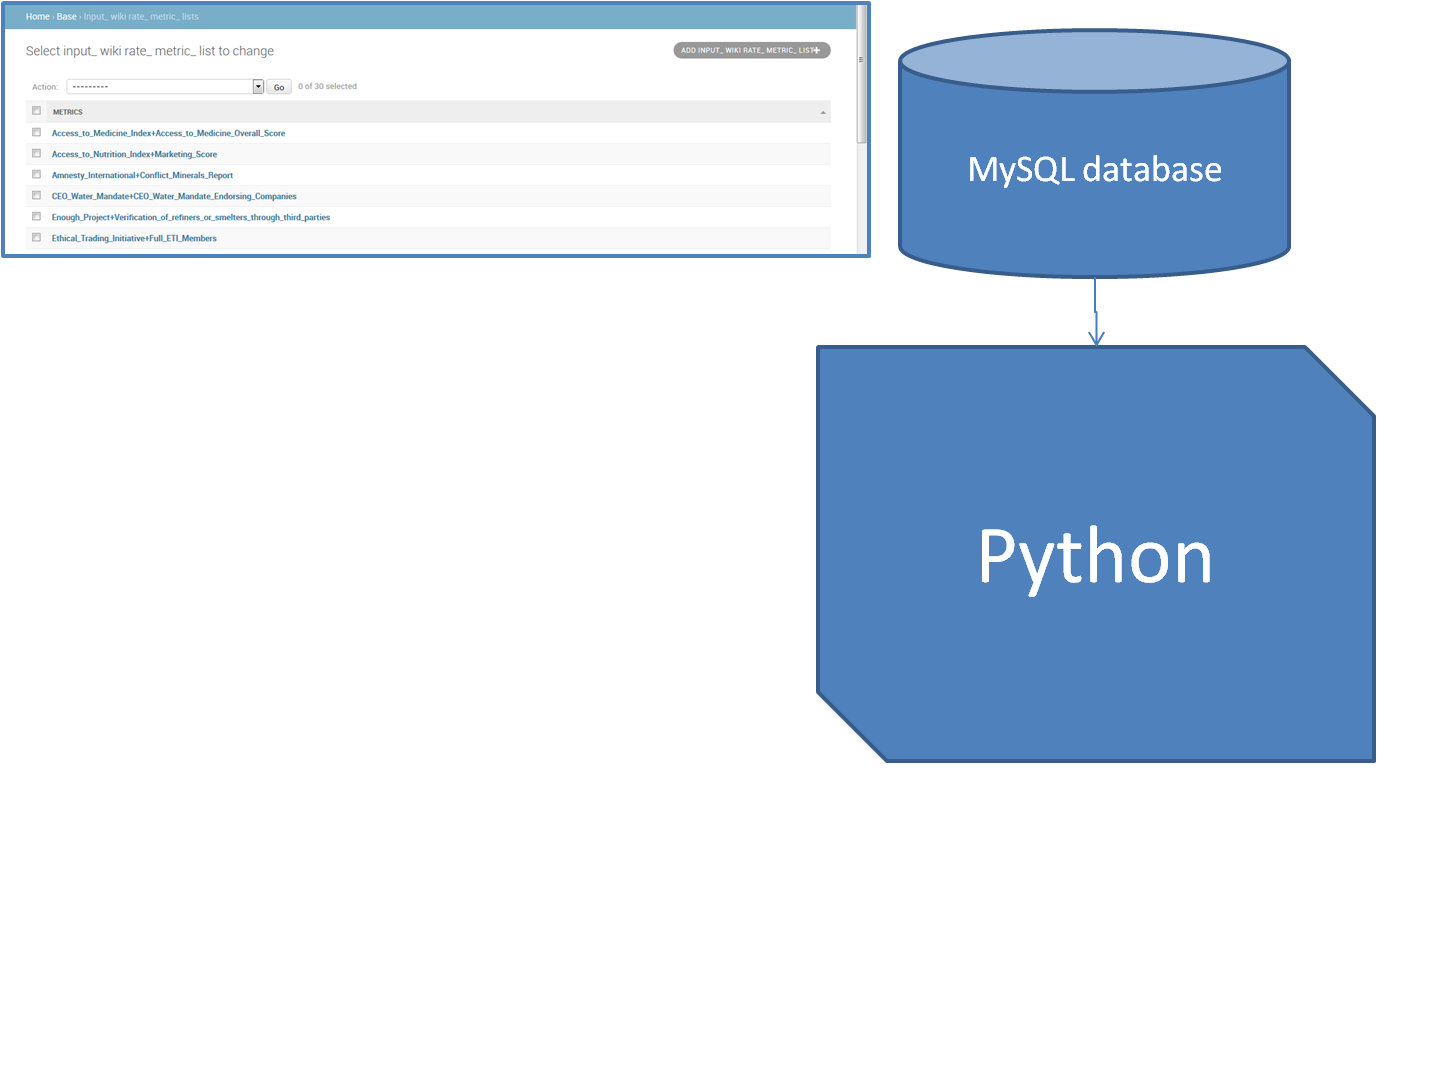 Home › Base › Input_ wiki rate_ metric_ lists
Select input_ wiki rate_ metric_ list to change
ADD INPUT_ WIKI RATE_ METRIC_ LIST+
Action: --------- Go 0 of 30 selected
METRICS
Access_to_Medicine_Index+Access_to_Medicine_Overall_Score
Access_to_Nutrition_Index+Marketing_Score
Amnesty_International+Conflict_Minerals_Report
CEO_Water_Mandate+CEO_Water_Mandate_Endorsing_Companies
Enough_Project+Verification_of_refiners_or_smelters_through_third_parties
Ethical_Trading_Initiative+Full_ETI_Members
MySQL database
Python